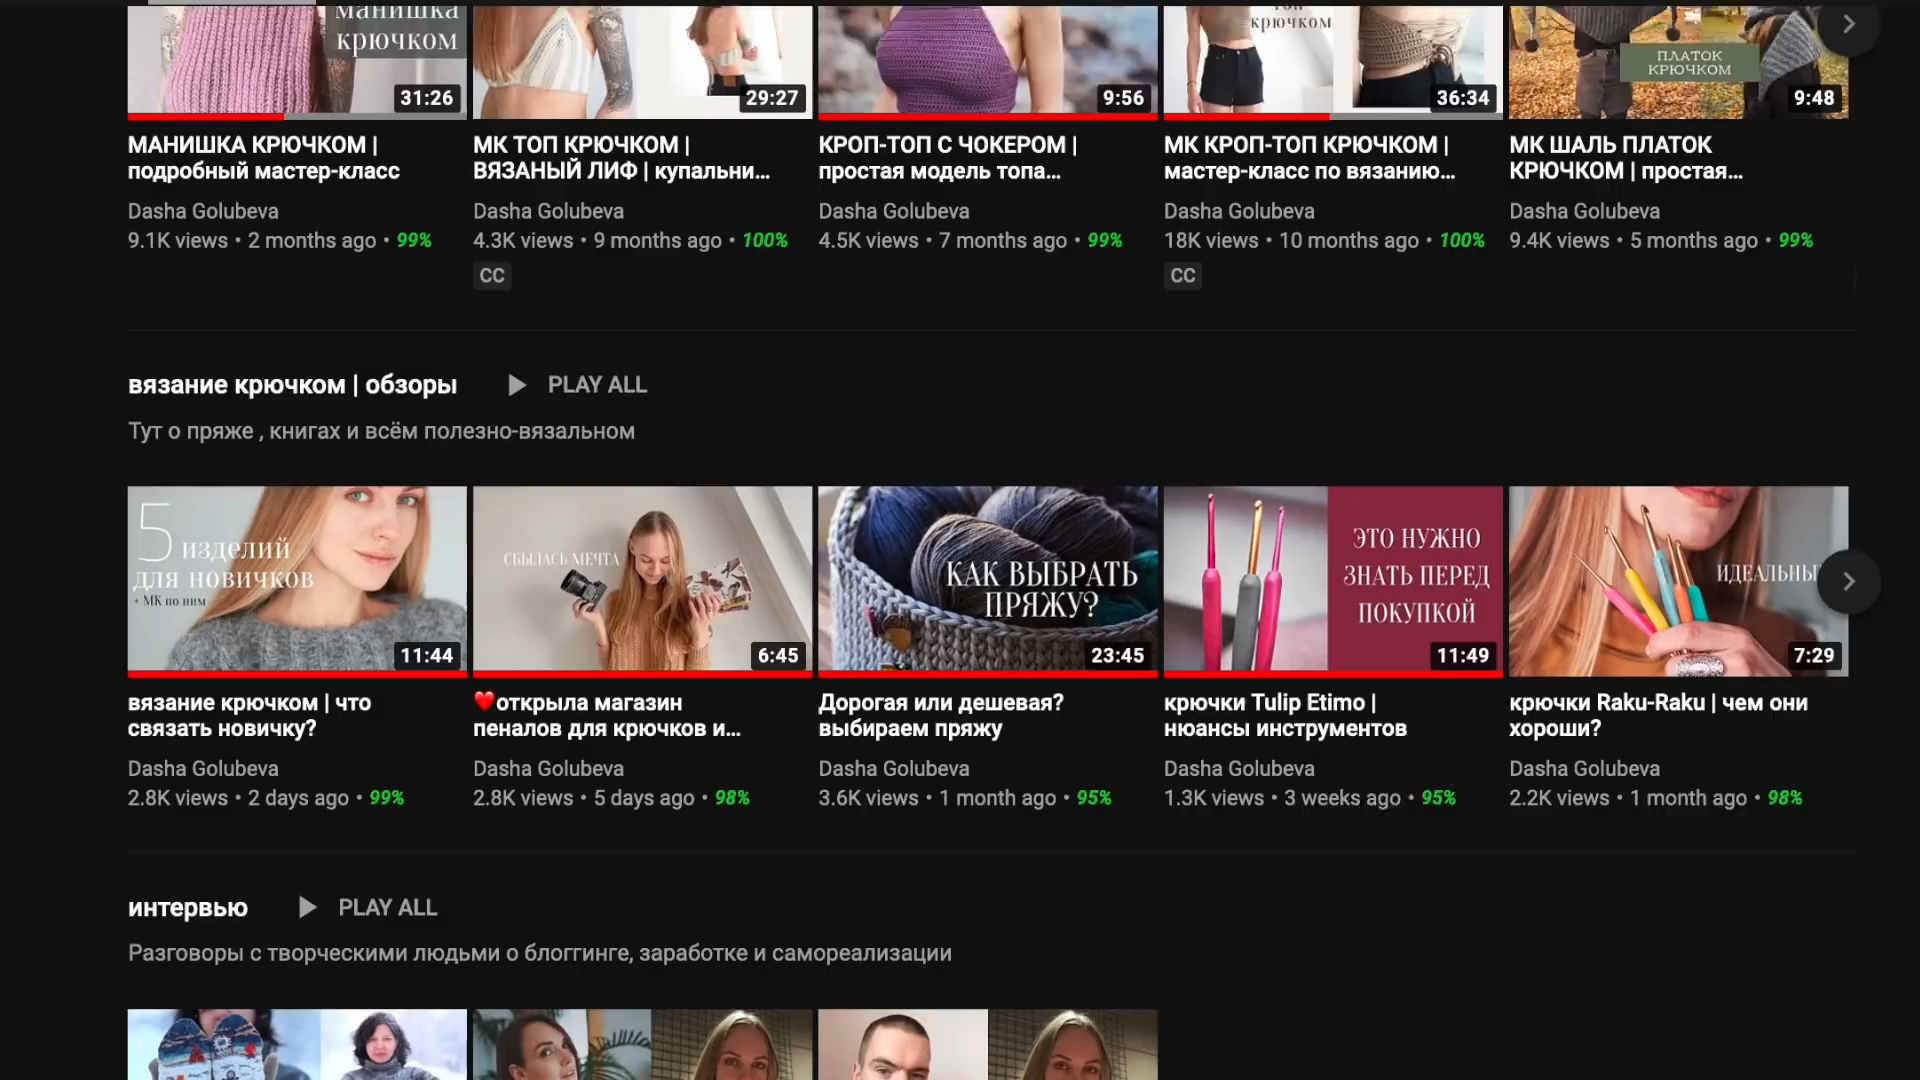 манишка
крючком
крючком
ПЛАТОК
КРЮЧКОМ
31:26
29:27
9:56
36:34
9:48
МАНИШКА КРЮЧКОМ |
подробный мастер-класс
Dasha Golubeva
9.1K views • 2 months ago • 99%
МК ТОП КРЮЧКОМ |
ВЯЗАНЫЙ ЛИФ | купальни...
Dasha Golubeva
4.3K views • 9 months ago • 100%
CC
КРОП-ТОП С ЧОКЕРОМ |
простая модель топа...
Dasha Golubeva
4.5K views • 7 months ago • 99%
МК КРОП-ТОП КРЮЧКОМ |
мастер-класс по вязанию...
Dasha Golubeva
18K views • 10 months ago • 100%
CC
МК ШАЛЬ ПЛАТОК
КРЮЧКОМ | простая...
Dasha Golubeva
9.4K views • 5 months ago • 99%
вязание крючком | обзоры
PLAY ALL
Тут о пряже , книгах и всём полезно-вязальном
5 изделий
для новичков
+ МК по ним
11:44
СБЫЛАСЬ МЕЧТА
6:45
КАК ВЫБРАТЬ
ПРЯЖУ?
23:45
ЭТО НУЖНО
ЗНАТЬ ПЕРЕД
ПОКУПКОЙ
11:49
ИДЕАЛЬНЫ
7:29
вязание крючком | что
связать новичку?
Dasha Golubeva
2.8K views • 2 days ago • 99%
❤️открыла магазин
пеналов для крючков и...
Dasha Golubeva
2.8K views • 5 days ago • 98%
Дорогая или дешевая?
выбираем пряжу
Dasha Golubeva
3.6K views • 1 month ago • 95%
крючки Tulip Etimo |
нюансы инструментов
Dasha Golubeva
1.3K views • 3 weeks ago • 95%
крючки Raku-Raku | чем они
хороши?
Dasha Golubeva
2.2K views • 1 month ago • 98%
интервью
PLAY ALL
Разговоры с творческими людьми о блоггинге, заработке и самореализации